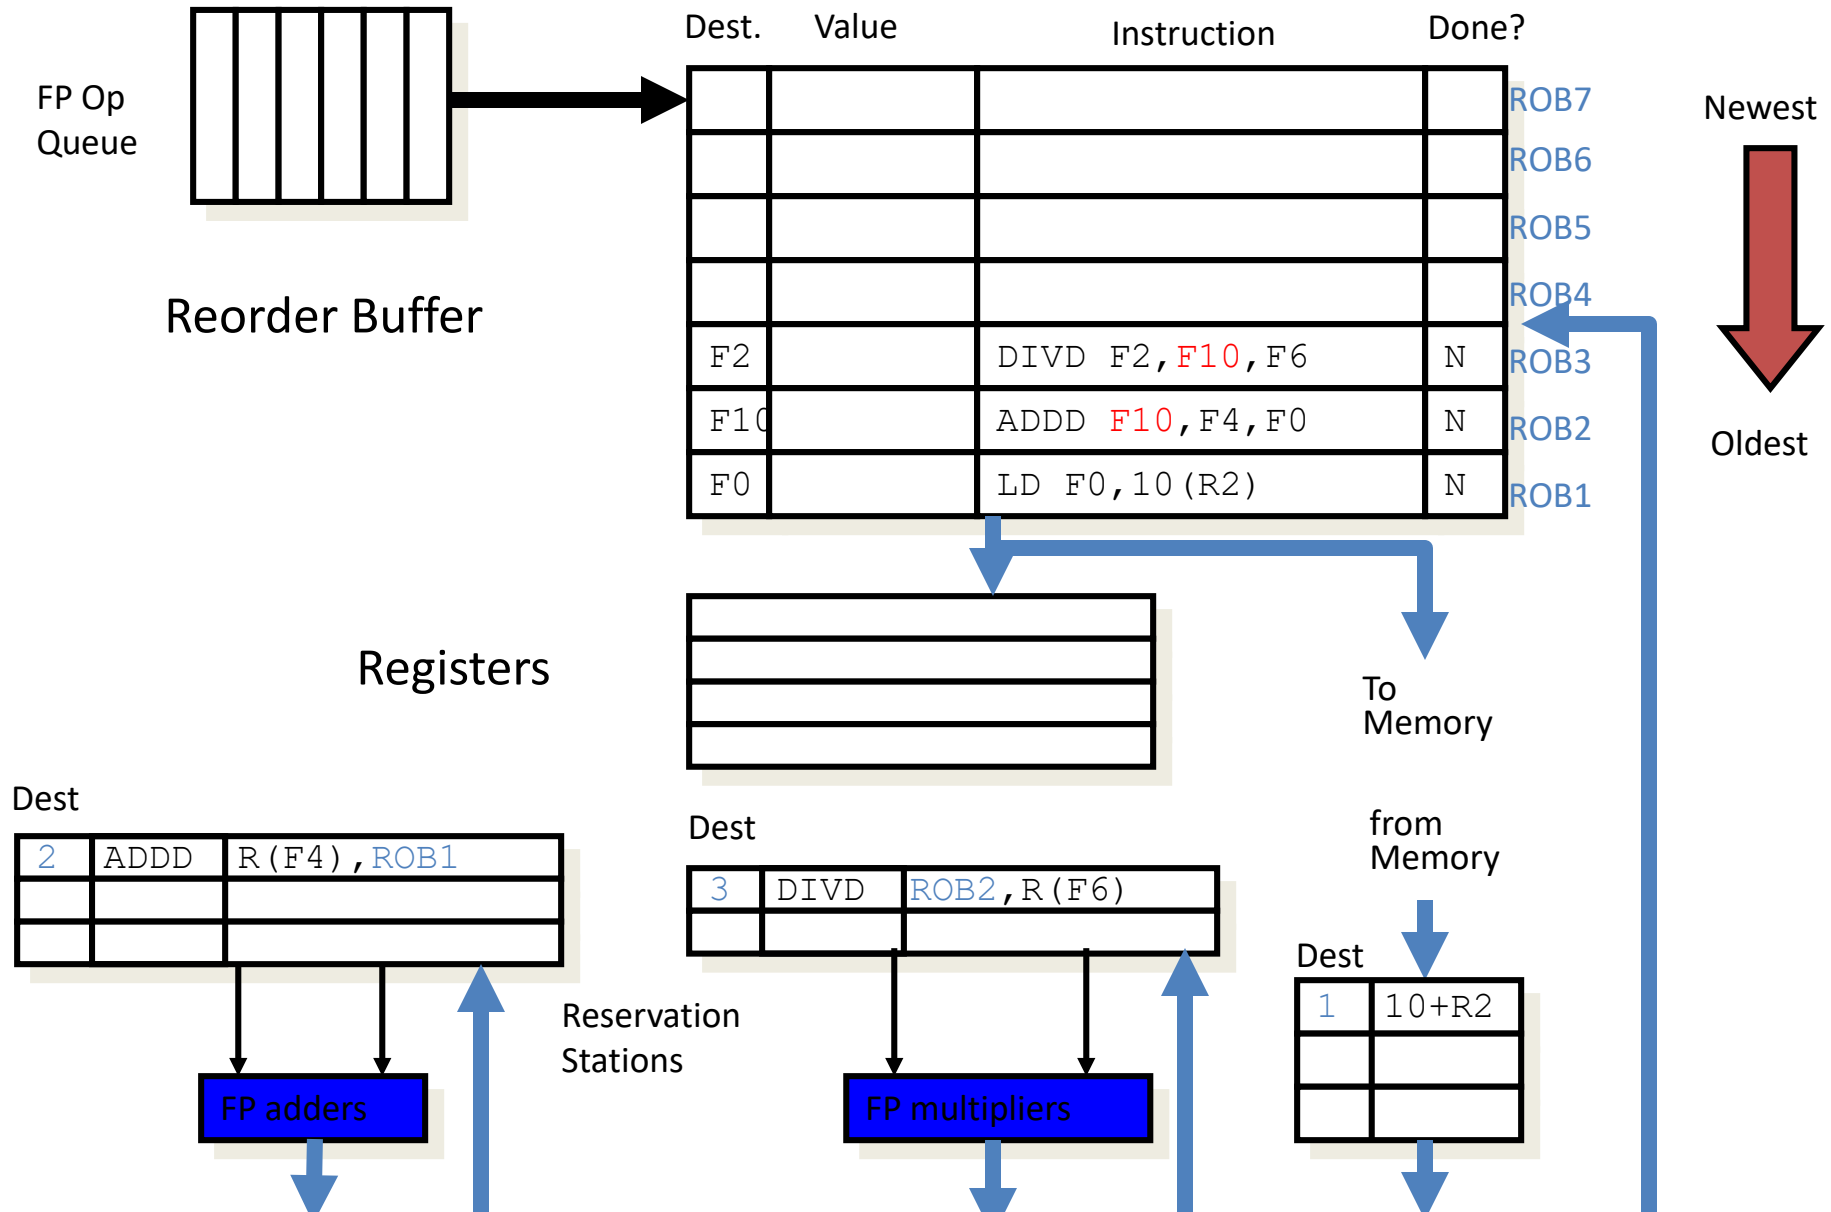 Dest. Value Instruction Done?
FP Op
Queue
ROB7
Newest
ROB6
ROB5
Reorder Buffer
ROB4
F2 DIVD F2,F10,F6 N ROB3
F10 ADDD F10,F4,F0 N ROB2
Oldest
F0 LD F0,10(R2) N ROB1
Registers
To
Memory
Dest
2 ADDD R(F4),ROB1
Dest
3 DIVD ROB2,R(F6)
from
Memory
Dest
1 10+R2
Reservation
Stations
FP adders
FP multipliers